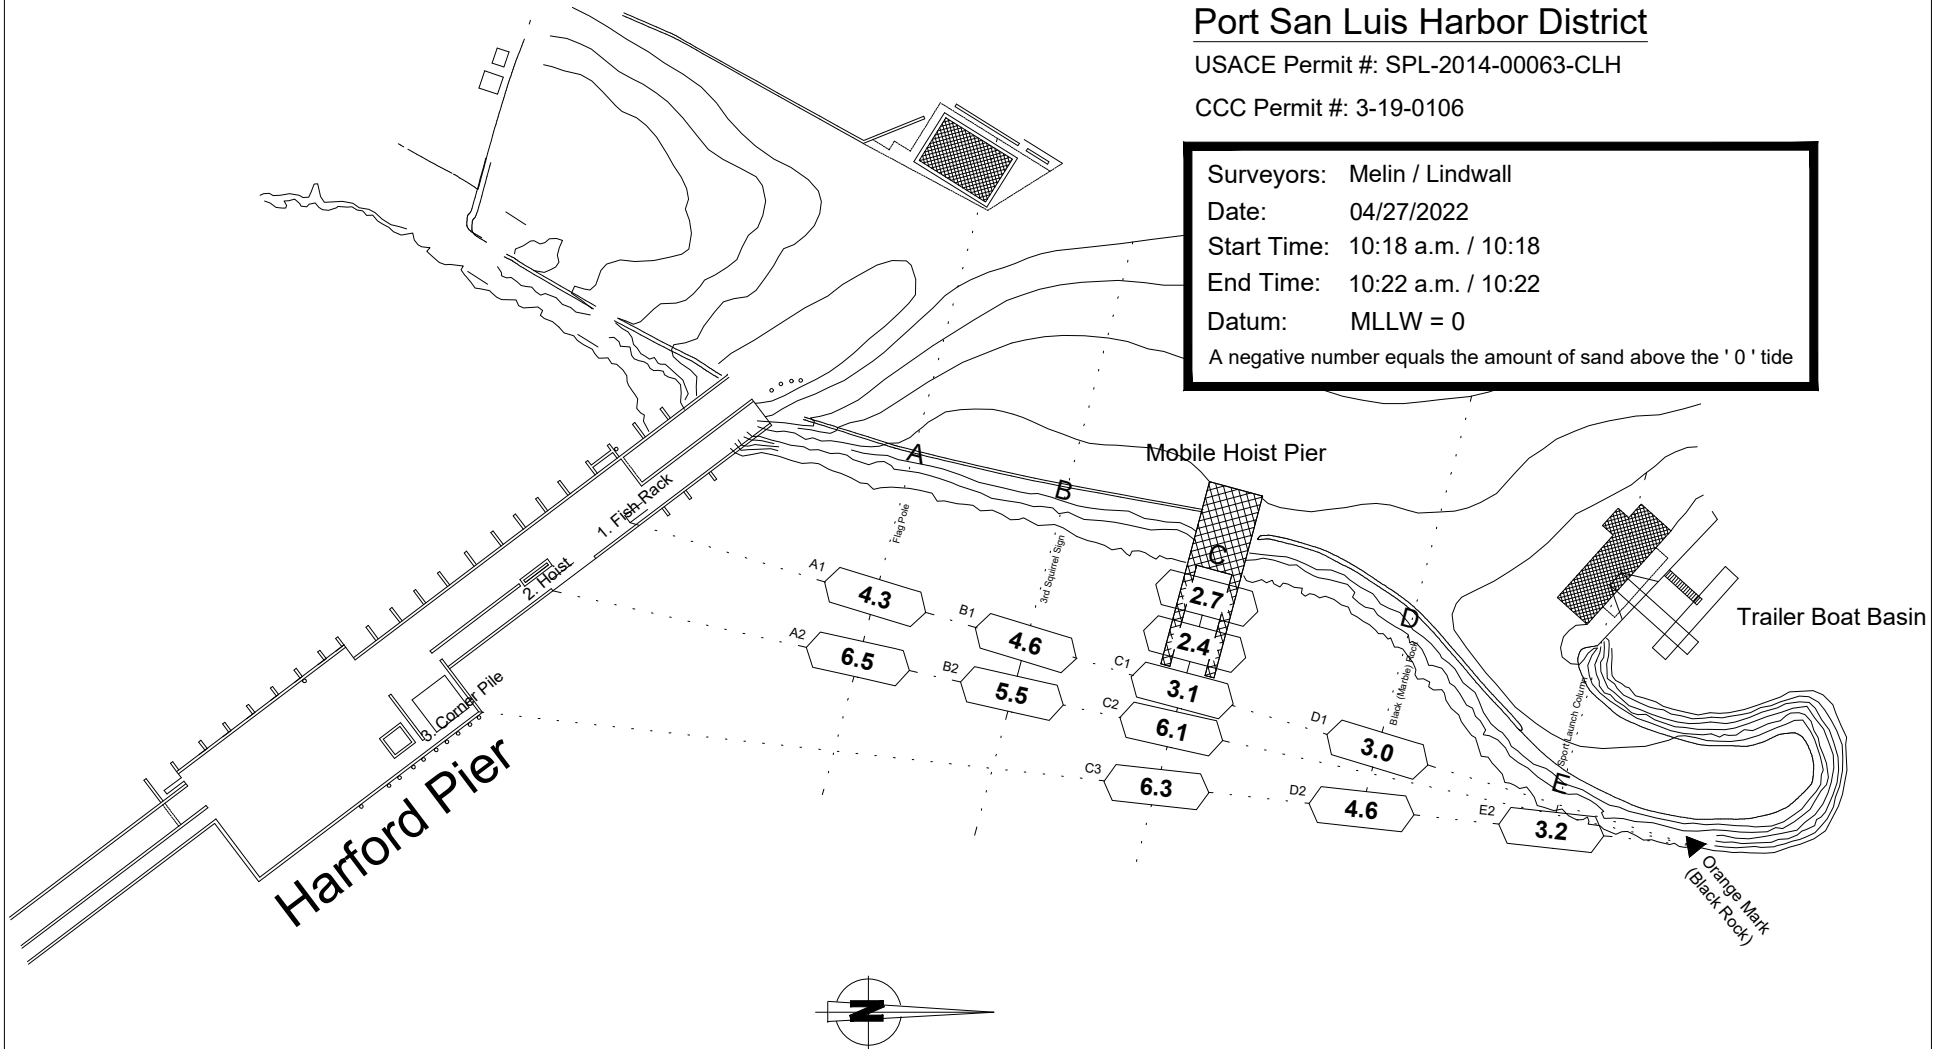 Port San Luis Harbor District
USACE Permit #: SPL-2014-00063-CLH
CCC Permit #: 3-19-0106
Surveyors: Melin / Lindwall
Date: 04/27/2022
Start Time: 10:18 a.m. / 10:18
End Time: 10:22 a.m. / 10:22
Datum: MLLW = 0
A negative number equals the amount of sand above the ' 0 ' tide
Mobile Hoist Pier
Trailer Boat Basin
A
B
C
D
E
Flag Pole
3rd Squirrel Sign
Black (Marble) Rock
Sport Launch Column
1. Fish Rack
2. Hoist
3. Corner Pile
Harford Pier
A1
4.3
A2
6.5
B1
4.6
B2
5.5
2.7
2.4
C1
3.1
C2
6.1
C3
6.3
D1
3.0
D2
4.6
E2
3.2
Orange Mark
(Black Rock)
N